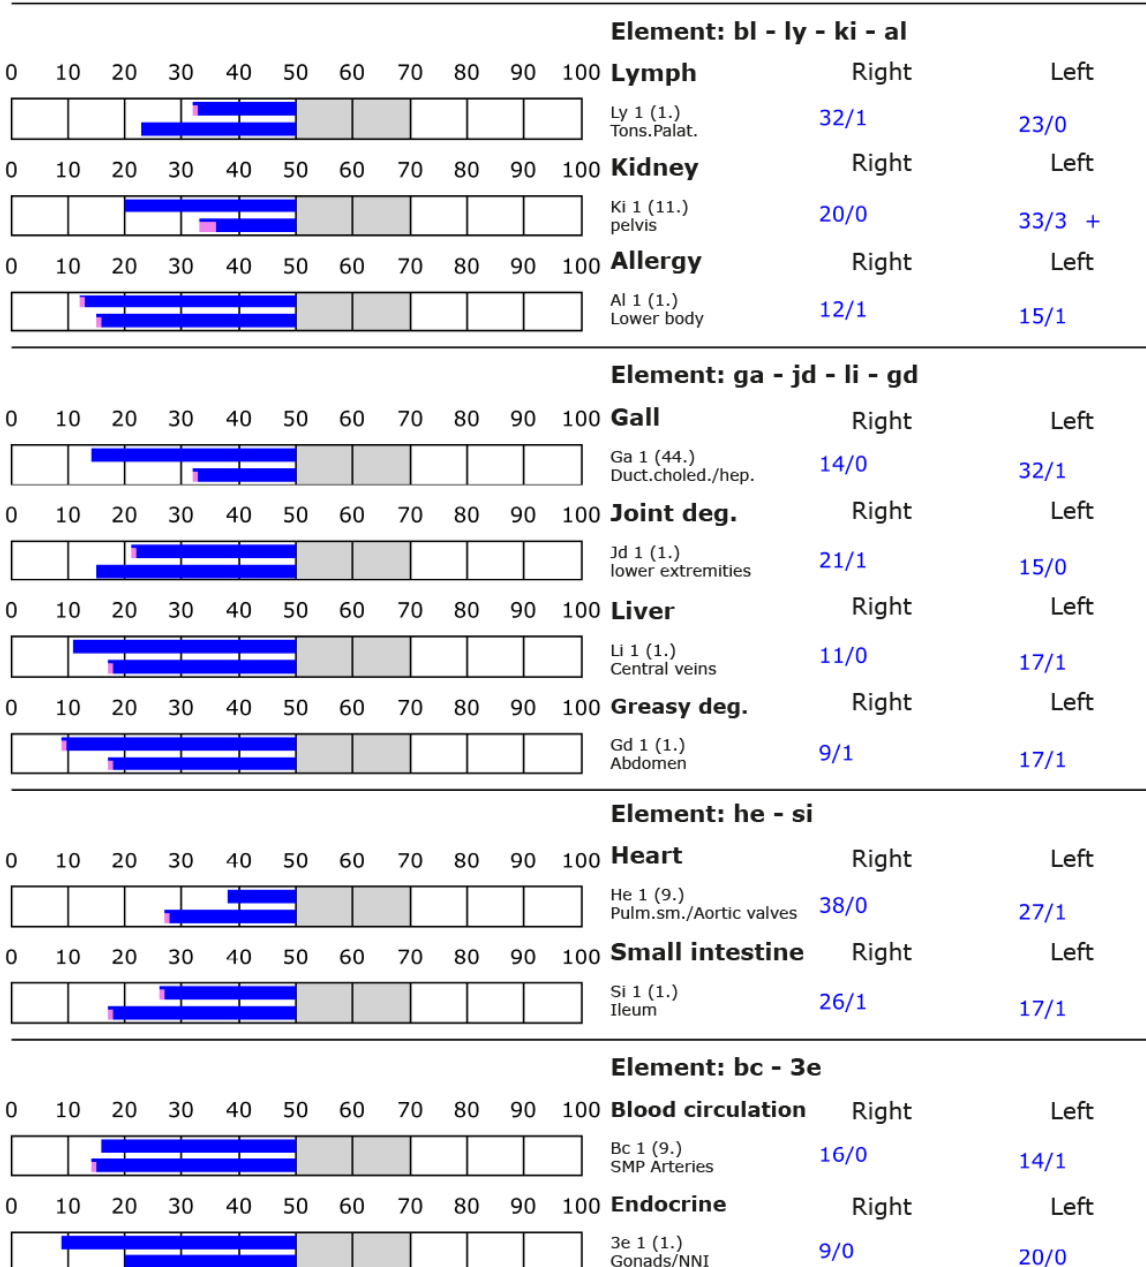 Element: bl - ly - ki - al
0 10 20 30 40 50 60 70 80 90 100 Lymph Right Left
Ly 1 (1.) 32/1 23/0
Tons.Palat.
0 10 20 30 40 50 60 70 80 90 100 Kidney Right Left
Ki 1 (11.) 20/0 33/3 +
pelvis
0 10 20 30 40 50 60 70 80 90 100 Allergy Right Left
Al 1 (1.) 12/1 15/1
Lower body
Element: ga - jd - li - gd
0 10 20 30 40 50 60 70 80 90 100 Gall Right Left
Ga 1 (44.) 14/0 32/1
Duct.choled./hep.
0 10 20 30 40 50 60 70 80 90 100 Joint deg. Right Left
Jd 1 (1.) 21/1 15/0
lower extremities
0 10 20 30 40 50 60 70 80 90 100 Liver Right Left
Li 1 (1.) 11/0 17/1
Central veins
0 10 20 30 40 50 60 70 80 90 100 Greasy deg. Right Left
Gd 1 (1.) 9/1 17/1
Abdomen
Element: he - si
0 10 20 30 40 50 60 70 80 90 100 Heart Right Left
He 1 (9.) 38/0 27/1
Pulm.sm./Aortic valves
0 10 20 30 40 50 60 70 80 90 100 Small intestine Right Left
Si 1 (1.) 26/1 17/1
Ileum
Element: bc - 3e
0 10 20 30 40 50 60 70 80 90 100 Blood circulation Right Left
Bc 1 (9.) 16/0 14/1
SMP Arteries
0 10 20 30 40 50 60 70 80 90 100 Endocrine Right Left
3e 1 (1.) 9/0 20/0
Gonads/NNI